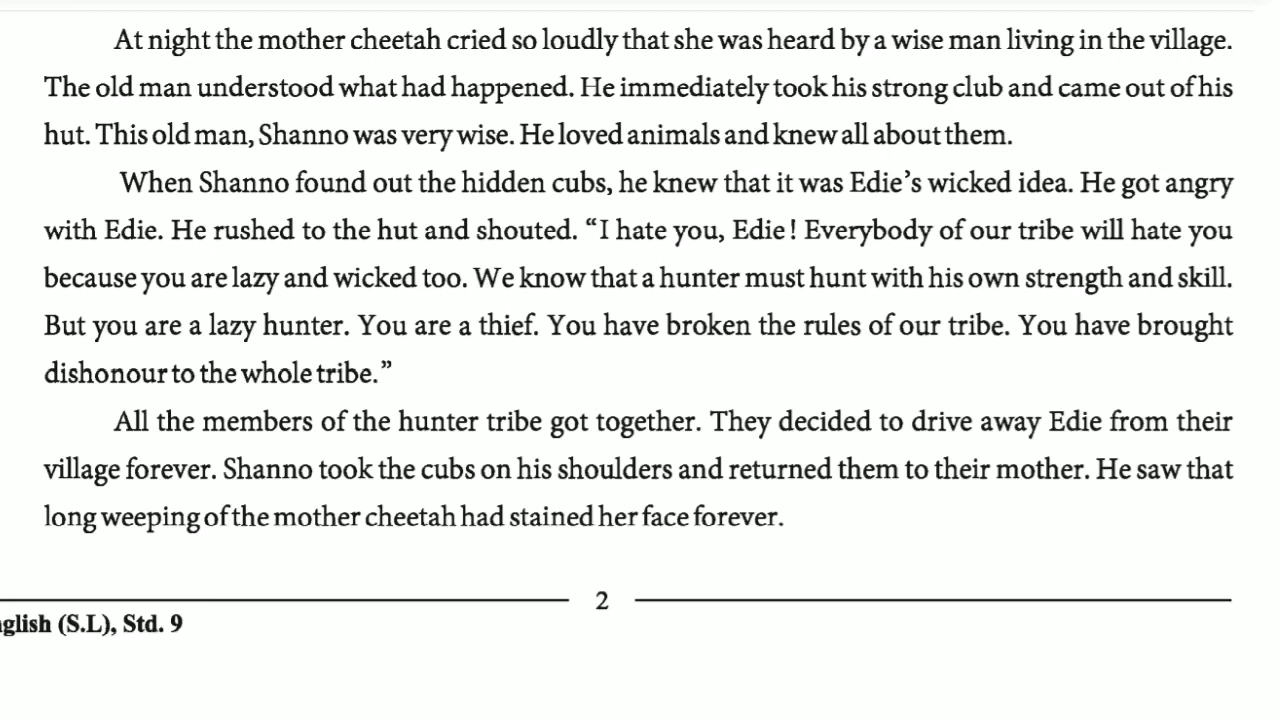 At night the mother cheetah cried so loudly that she was heard by a wise man living in the village.
The old man understood what had happened. He immediately took his strong club and came out of his
hut. This old man, Shanno was very wise. He loved animals and knew all about them.
When Shanno found out the hidden cubs, he knew that it was Edie’s wicked idea. He got angry
with Edie. He rushed to the hut and shouted. “I hate you, Edie! Everybody of our tribe will hate you
because you are lazy and wicked too. We know that a hunter must hunt with his own strength and skill.
But you are a lazy hunter. You are a thief. You have broken the rules of our tribe. You have brought
dishonour to the whole tribe.”
All the members of the hunter tribe got together. They decided to drive away Edie from their
village forever. Shanno took the cubs on his shoulders and returned them to their mother. He saw that
long weeping of the mother cheetah had stained her face forever.
2
glish (S.L), Std. 9